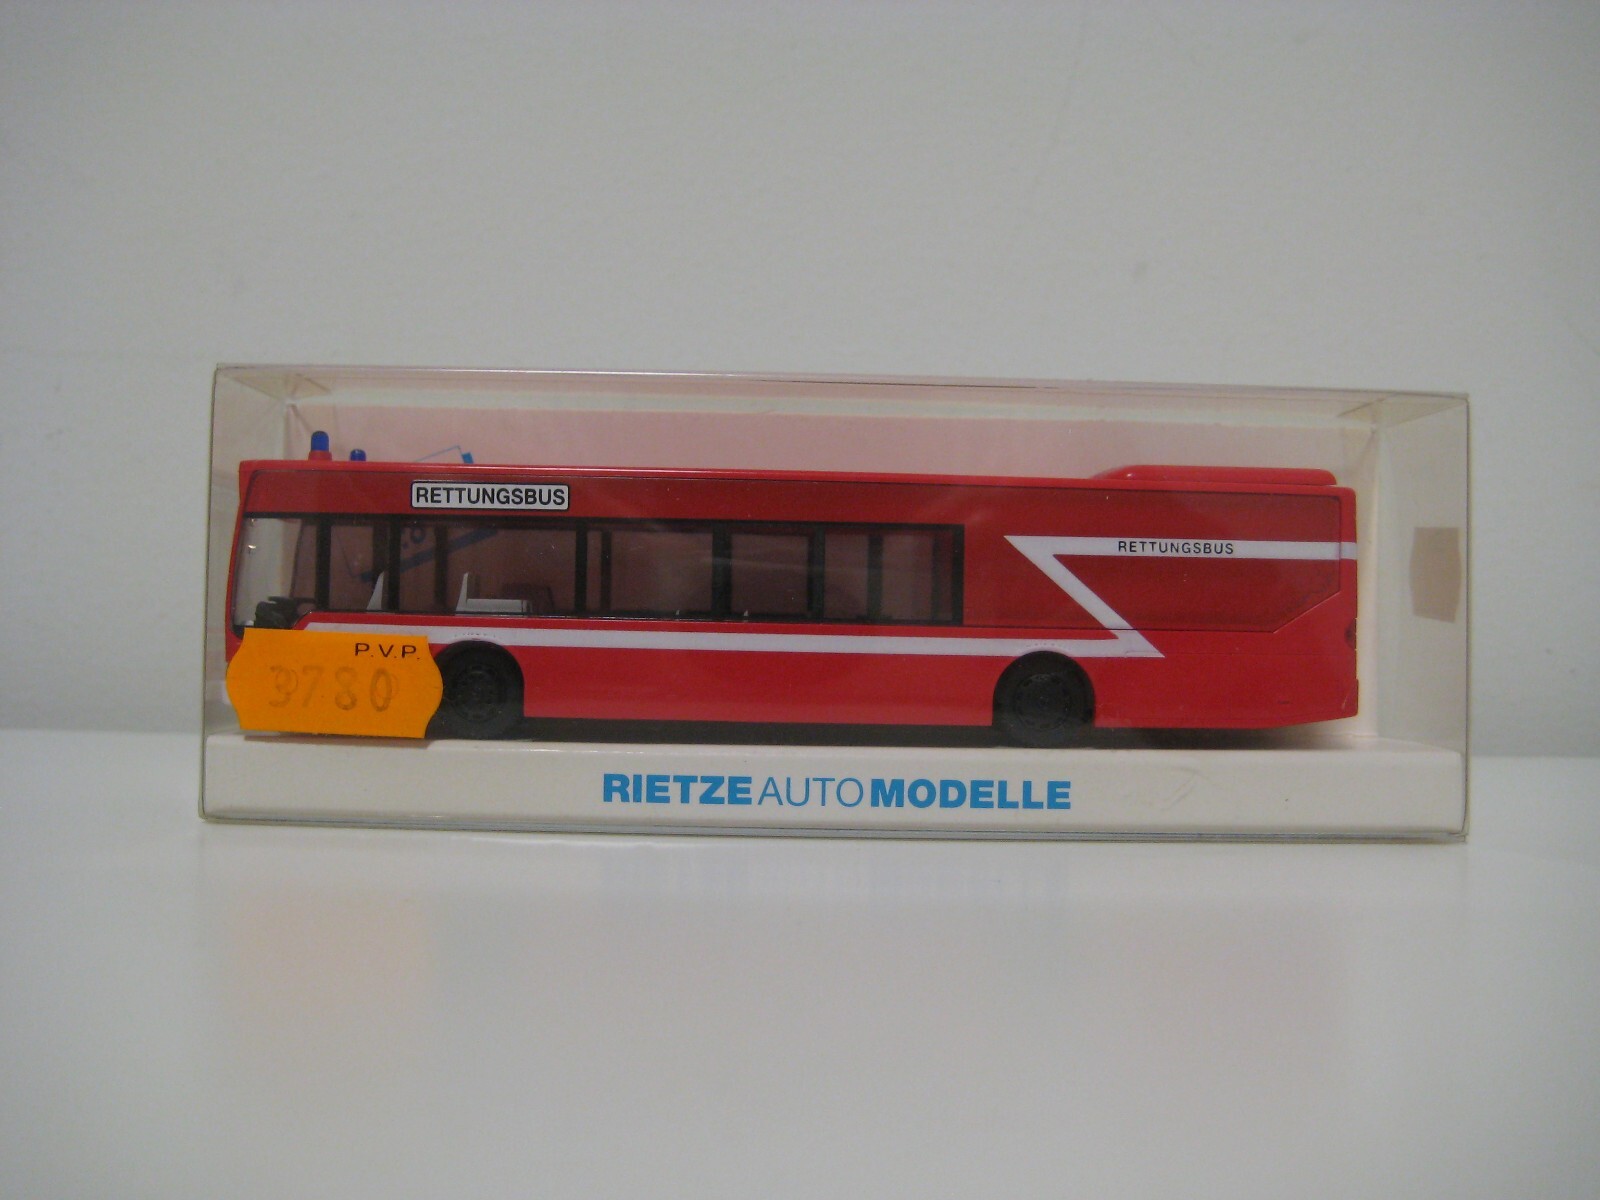 RETTUNGSBUS
RETTUNGSBUS
P.V.P.
3780
RIETZE AUTO MODELLE